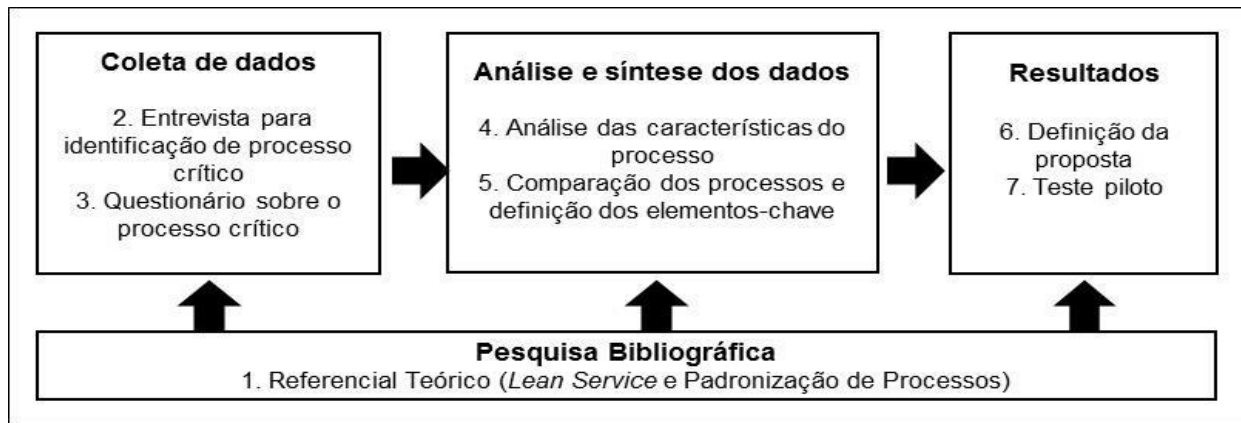 Coleta de dados
2. Entrevista para
identificação de processo
crítico
3. Questionário sobre o
processo crítico
Análise e síntese dos dados
4. Análise das características do
processo
5. Comparação dos processos e
definição dos elementos-chave
Resultados
6. Definição da
proposta
7. Teste piloto
Pesquisa Bibliográfica
1. Referencial Teórico (Lean Service e Padronização de Processos)